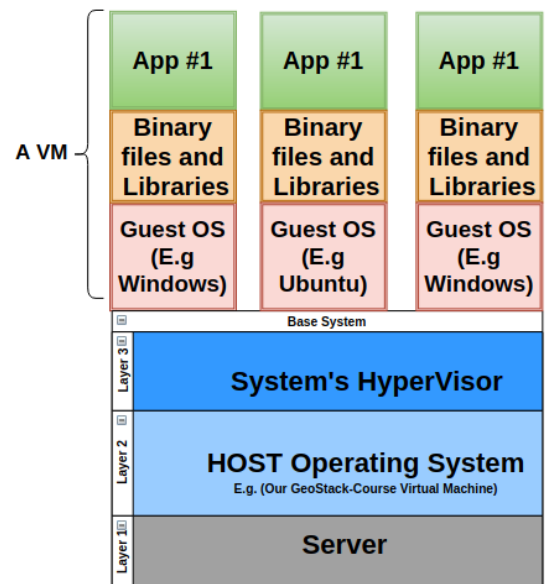 App #1
App #1
App #1
A VM
Binary
files and
Libraries
Binary
files and
Libraries
Binary
files and
Libraries
Guest OS
(E.g
Windows)
Guest OS
(E.g
Ubuntu)
Guest OS
(E.g
Windows)
Base System
Layer 3
System's HyperVisor
Layer 2
HOST Operating System
E.g. (Our GeoStack-Course Virtual Machine)
Layer 1
Server